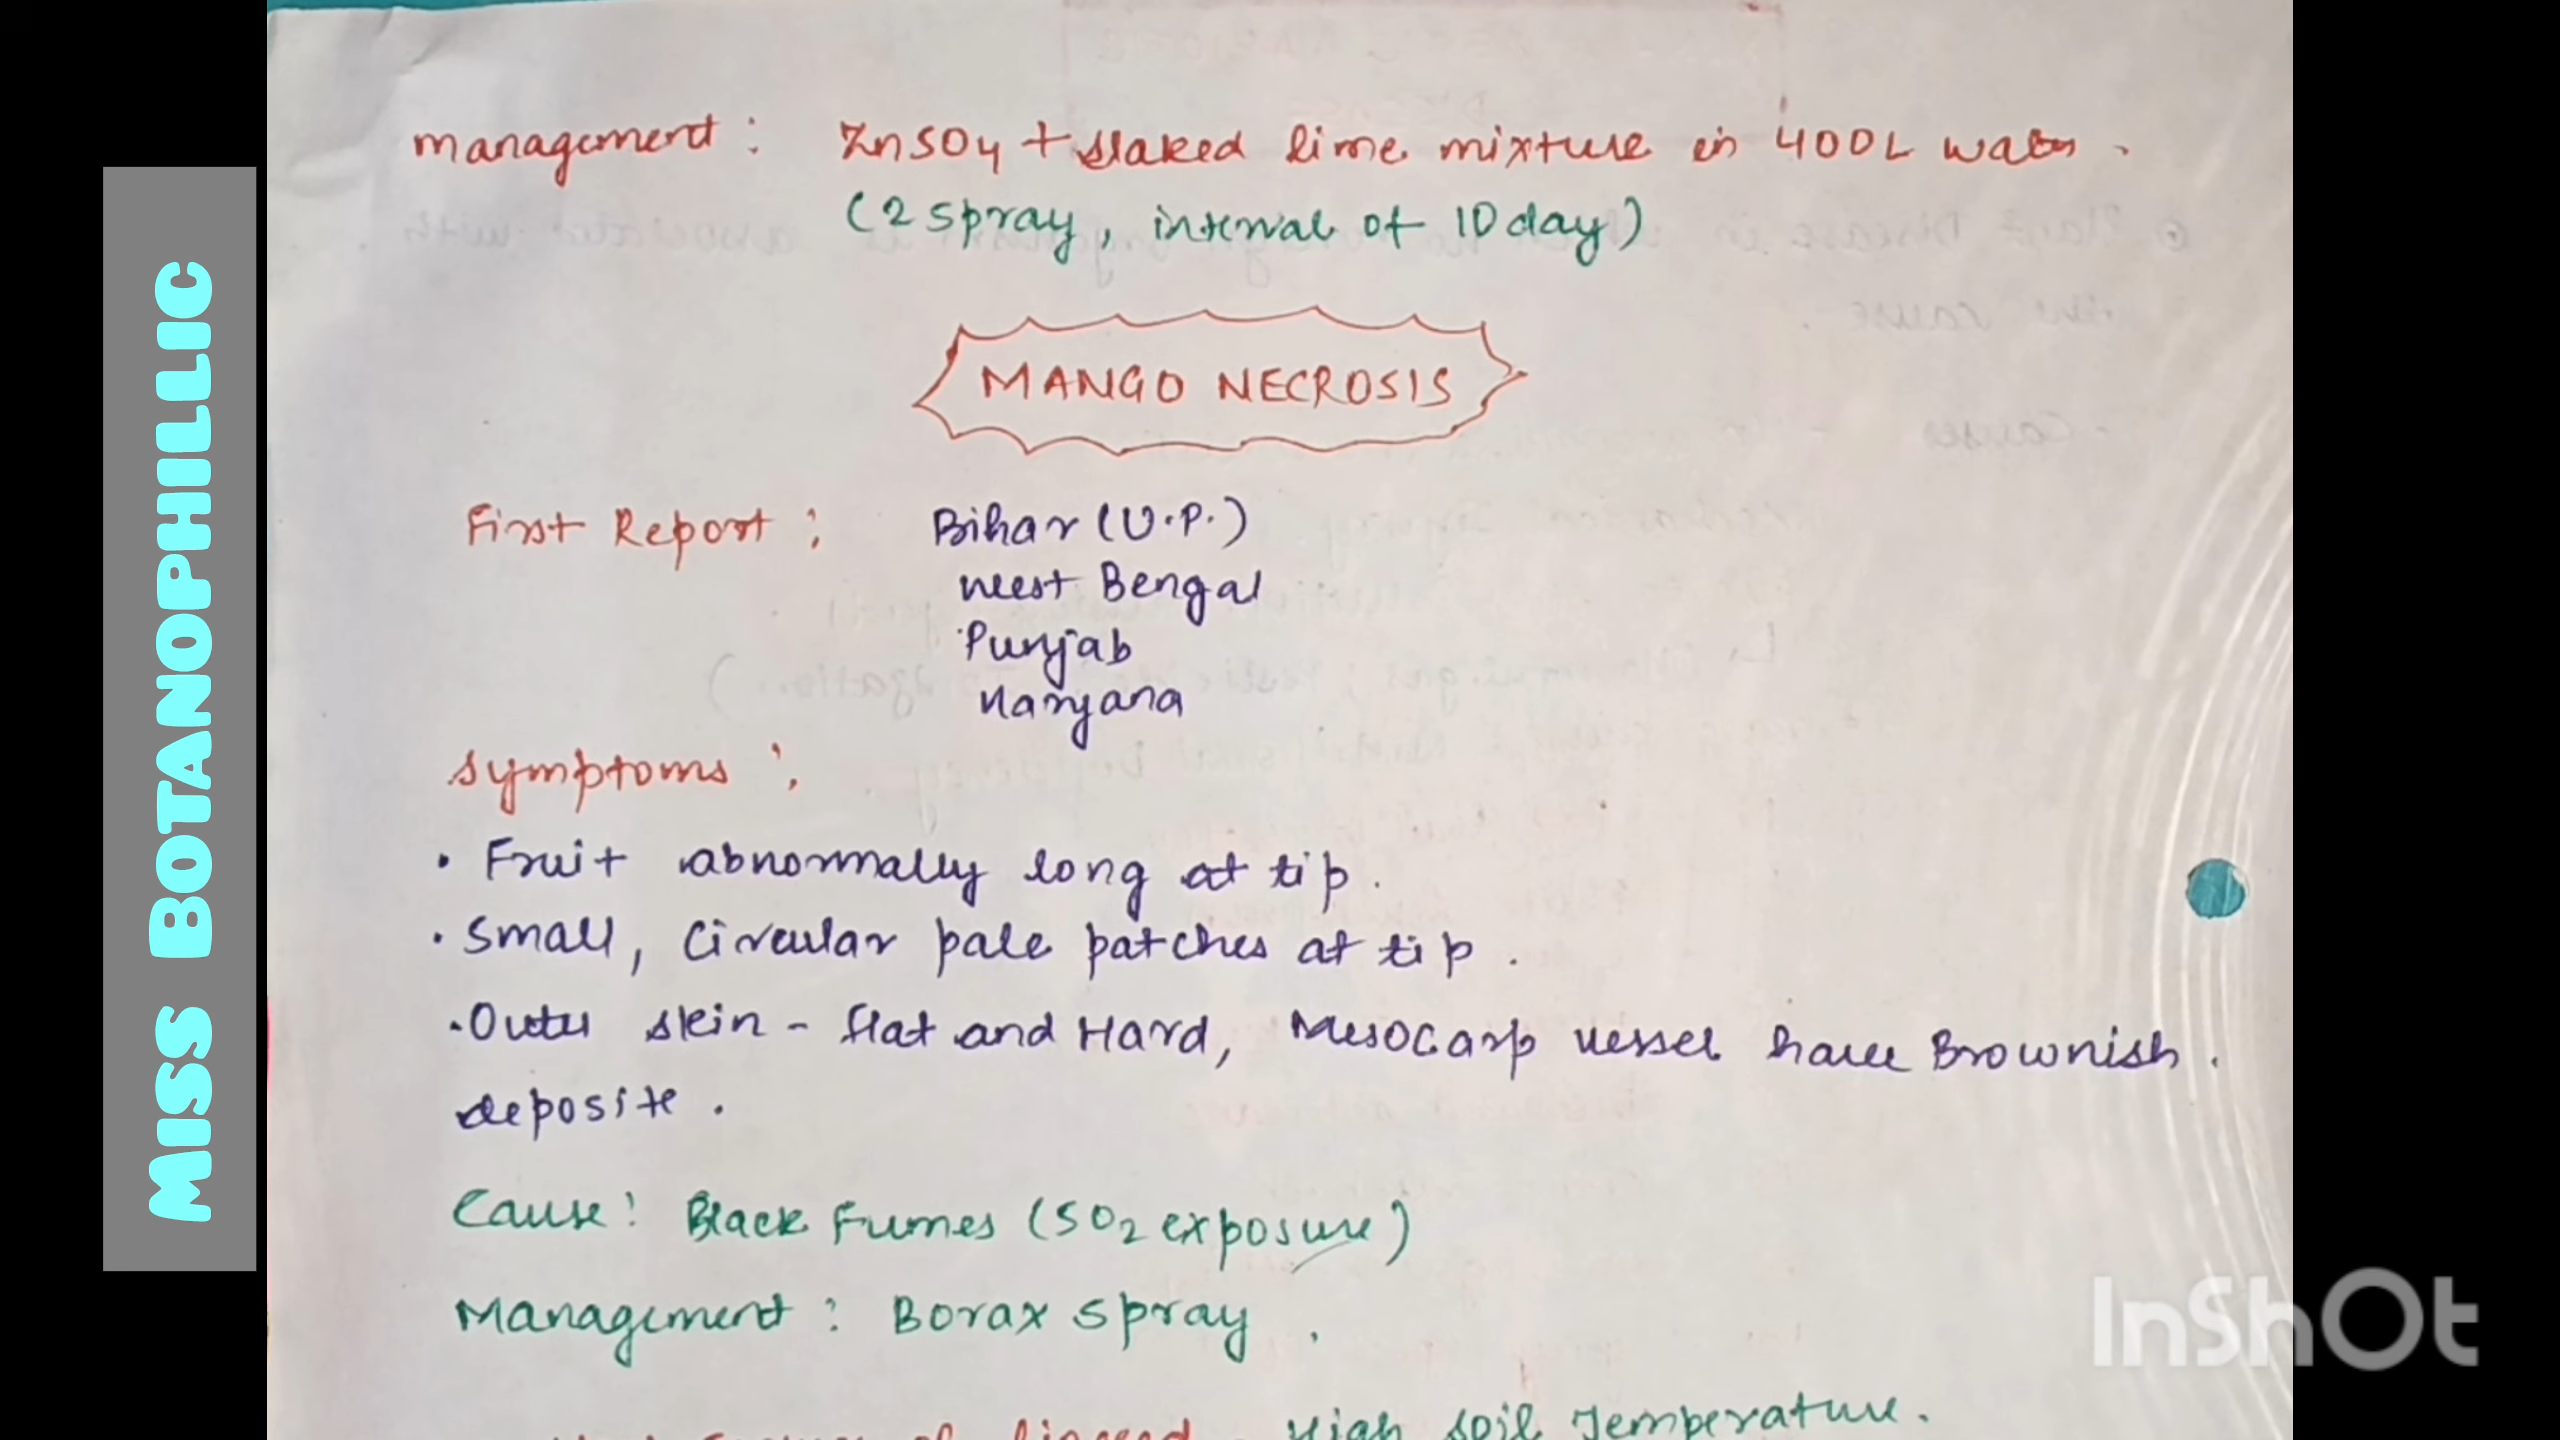 MISS BOTANOPHILLIC
management : ZnSO4 + slaked lime mixture in 400L water.
(2 spray, interval of 10 day)
MANGO NECROSIS
First Report : Bihar (U.P.)
West Bengal
Punjab
Haryana
Symptoms :
• Fruit abnormally long at tip.
• Small, Circular pale patches at tip.
• Outer skin - flat and Hard, Mesocarp vessel have Brownish.
deposite.
Cause : Black Fumes (SO2 exposure)
Management : Borax spray.
of linseed - High Soil Temperature.
InShOt